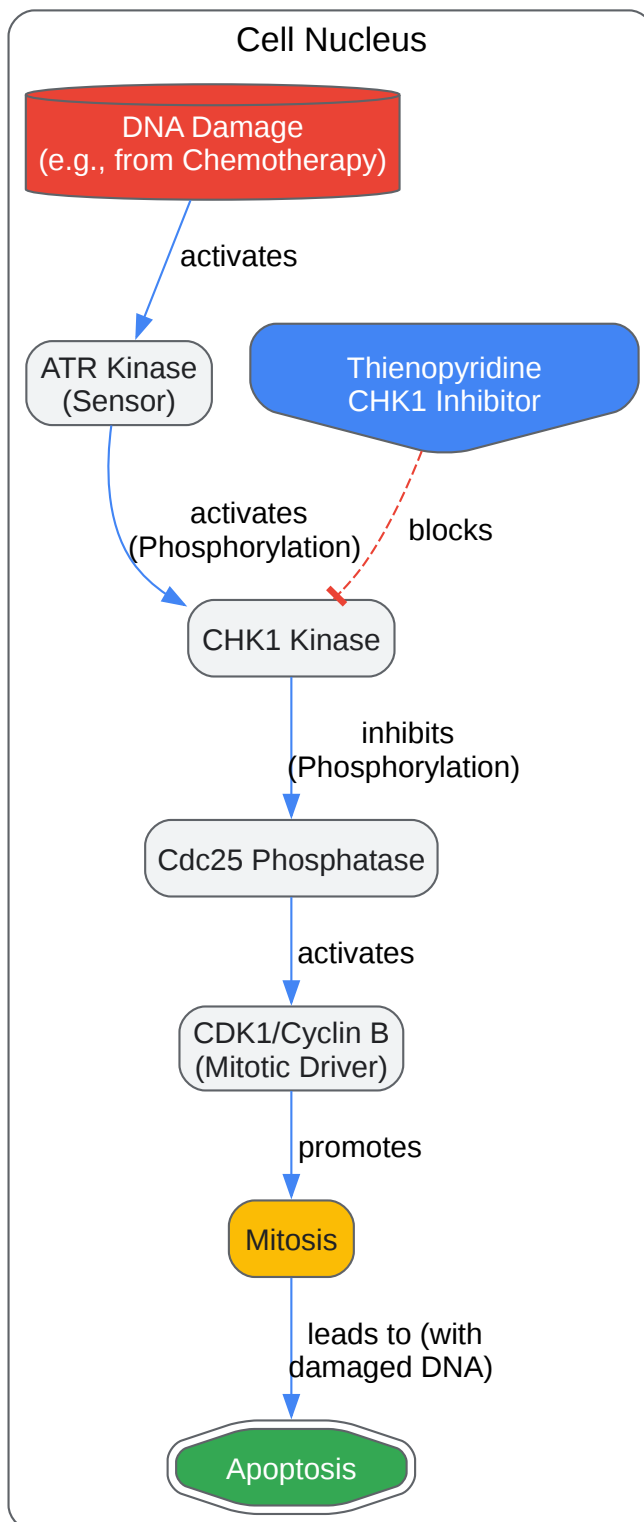 Cell Nucleus
DNA Damage
(e.g., from Chemotherapy)
activates
ATR Kinase
(Sensor)
Thienopyridine
CHK1 Inhibitor
activates
(Phosphorylation)
blocks
CHK1 Kinase
inhibits
(Phosphorylation)
Cdc25 Phosphatase
activates
CDK1/Cyclin B
(Mitotic Driver)
promotes
Mitosis
leads to (with
damaged DNA)
Apoptosis